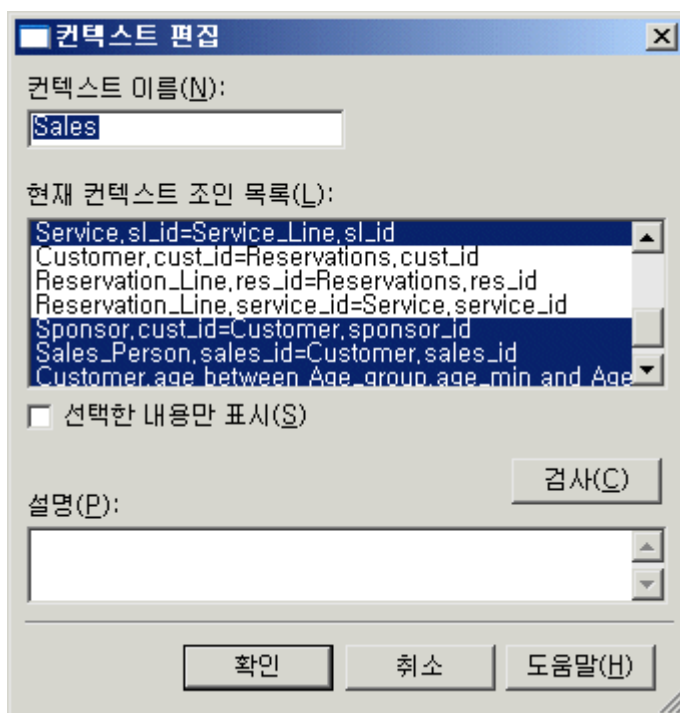 컨텍스트 편집
컨텍스트 이름(N):
Sales
현재 컨텍스트 조인 목록(L):
Service,sl_id=Service_Line,sl_id
Customer,cust_id=Reservations,cust_id
Reservation_Line,res_id=Reservations,res_id
Reservation_Line,service_id=Service,service_id
Sponsor,cust_id=Customer,sponsor_id
Sales_Person,sales_id=Customer,sales_id
Customer,age between Age_group,age_min and Age
선택한 내용만 표시(S)
검사(C)
설명(P):
확인 취소 도움말(H)